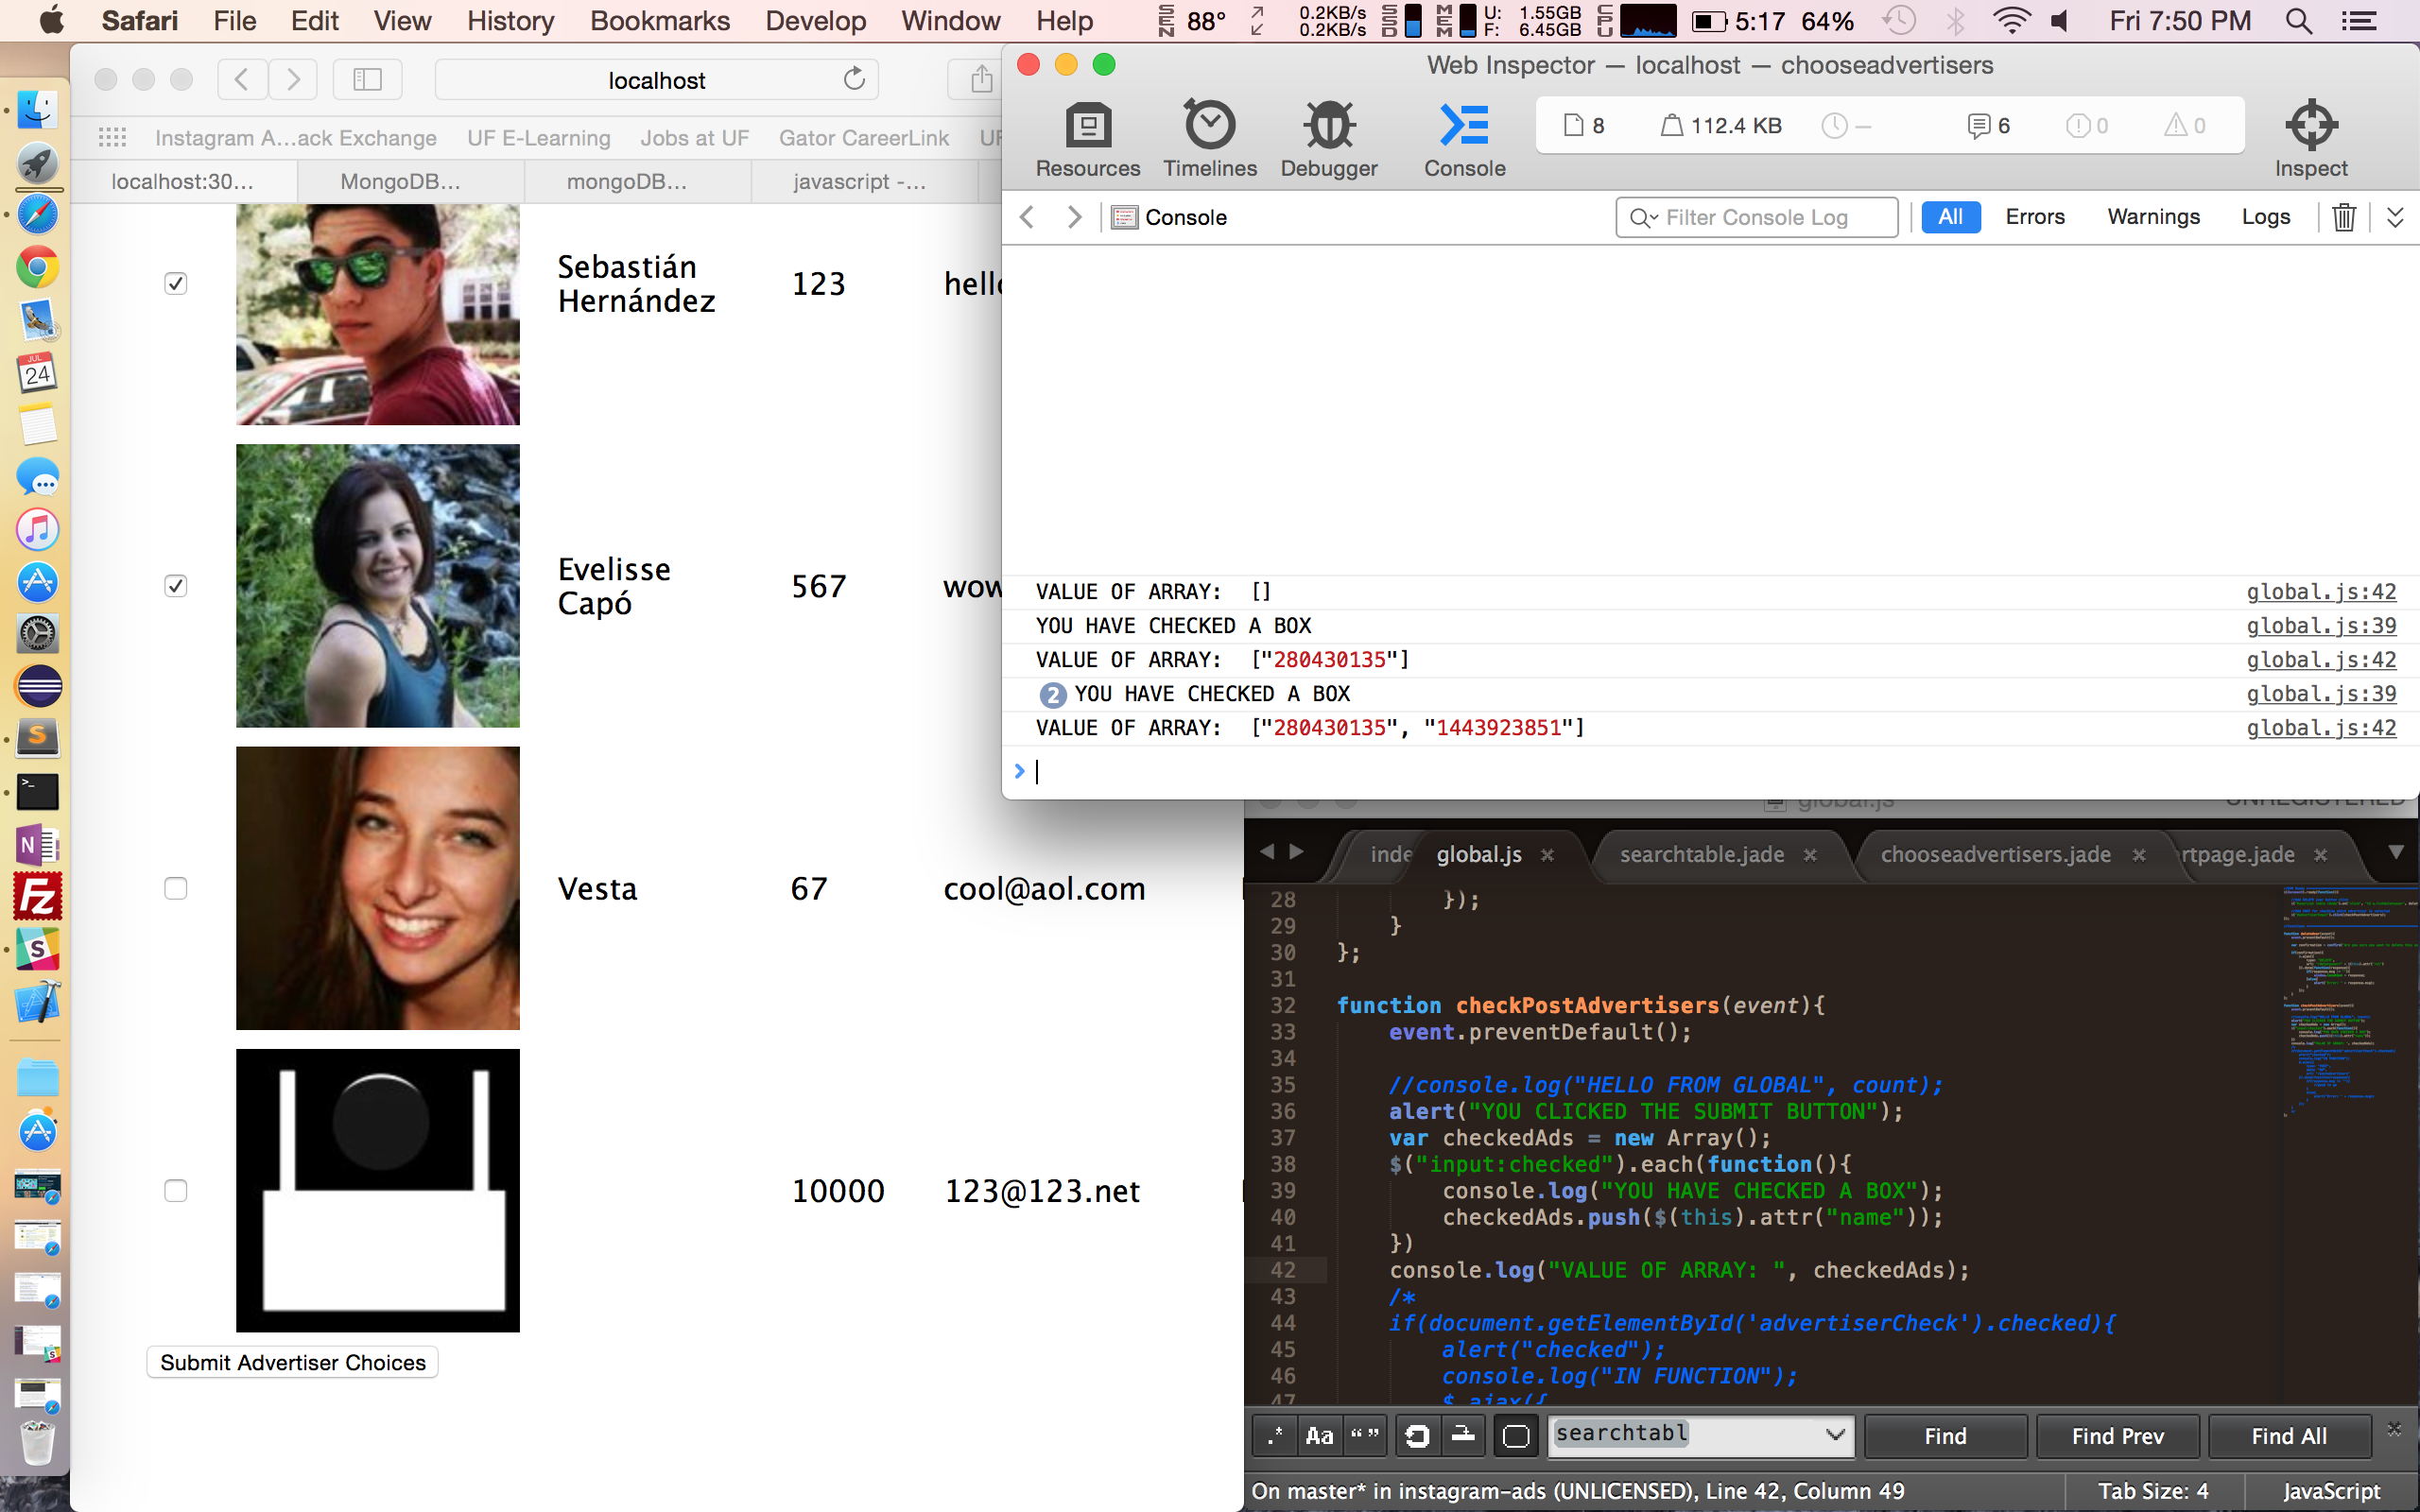 Safari File Edit View History Bookmarks Develop Window Help SEN 88° 0.2KB/s 0.2KB/s SSD MEM U: 1.55GB F: 6.45GB CPU 5:17 64% Fri 7:50 PM
localhost
Instagram A...ack Exchange UF E-Learning Jobs at UF Gator CareerLink UF
localhost:30... MongoDB... mongoDB... javascript -...
Sebastián
Hernández
123
hello
Evelisse
Capó
567
wow
Vesta
67
cool@aol.com
10000
123@123.net
Submit Advertiser Choices
JUL
24
Web Inspector — localhost — chooseadvertisers
Resources Timelines Debugger Console 8 112.4 KB — 6 0 0 Inspect
Console Filter Console Log All Errors Warnings Logs
VALUE OF ARRAY: [] global.js:42
YOU HAVE CHECKED A BOX global.js:39
VALUE OF ARRAY: ["280430135"] global.js:42
2 YOU HAVE CHECKED A BOX global.js:39
VALUE OF ARRAY: ["280430135", "1443923851"] global.js:42
global.js UNREGISTERED
inde global.js searchtable.jade chooseadvertisers.jade rtpage.jade
28 });
29 }
30 };
31
32 function checkPostAdvertisers(event){
33 event.preventDefault();
34
35 //console.log("HELLO FROM GLOBAL", count);
36 alert("YOU CLICKED THE SUBMIT BUTTON");
37 var checkedAds = new Array();
38 $("input:checked").each(function(){
39 console.log("YOU HAVE CHECKED A BOX");
40 checkedAds.push($(this).attr("name"));
41 })
42 console.log("VALUE OF ARRAY: ", checkedAds);
43 /*
44 if(document.getElementById('advertiserCheck').checked){
45 alert("checked");
46 console.log("IN FUNCTION");
47 $.ajax({
.* Aa “” searchtabl Find Find Prev Find All
On master* in instagram-ads (UNLICENSED), Line 42, Column 49 Tab Size: 4 JavaScript